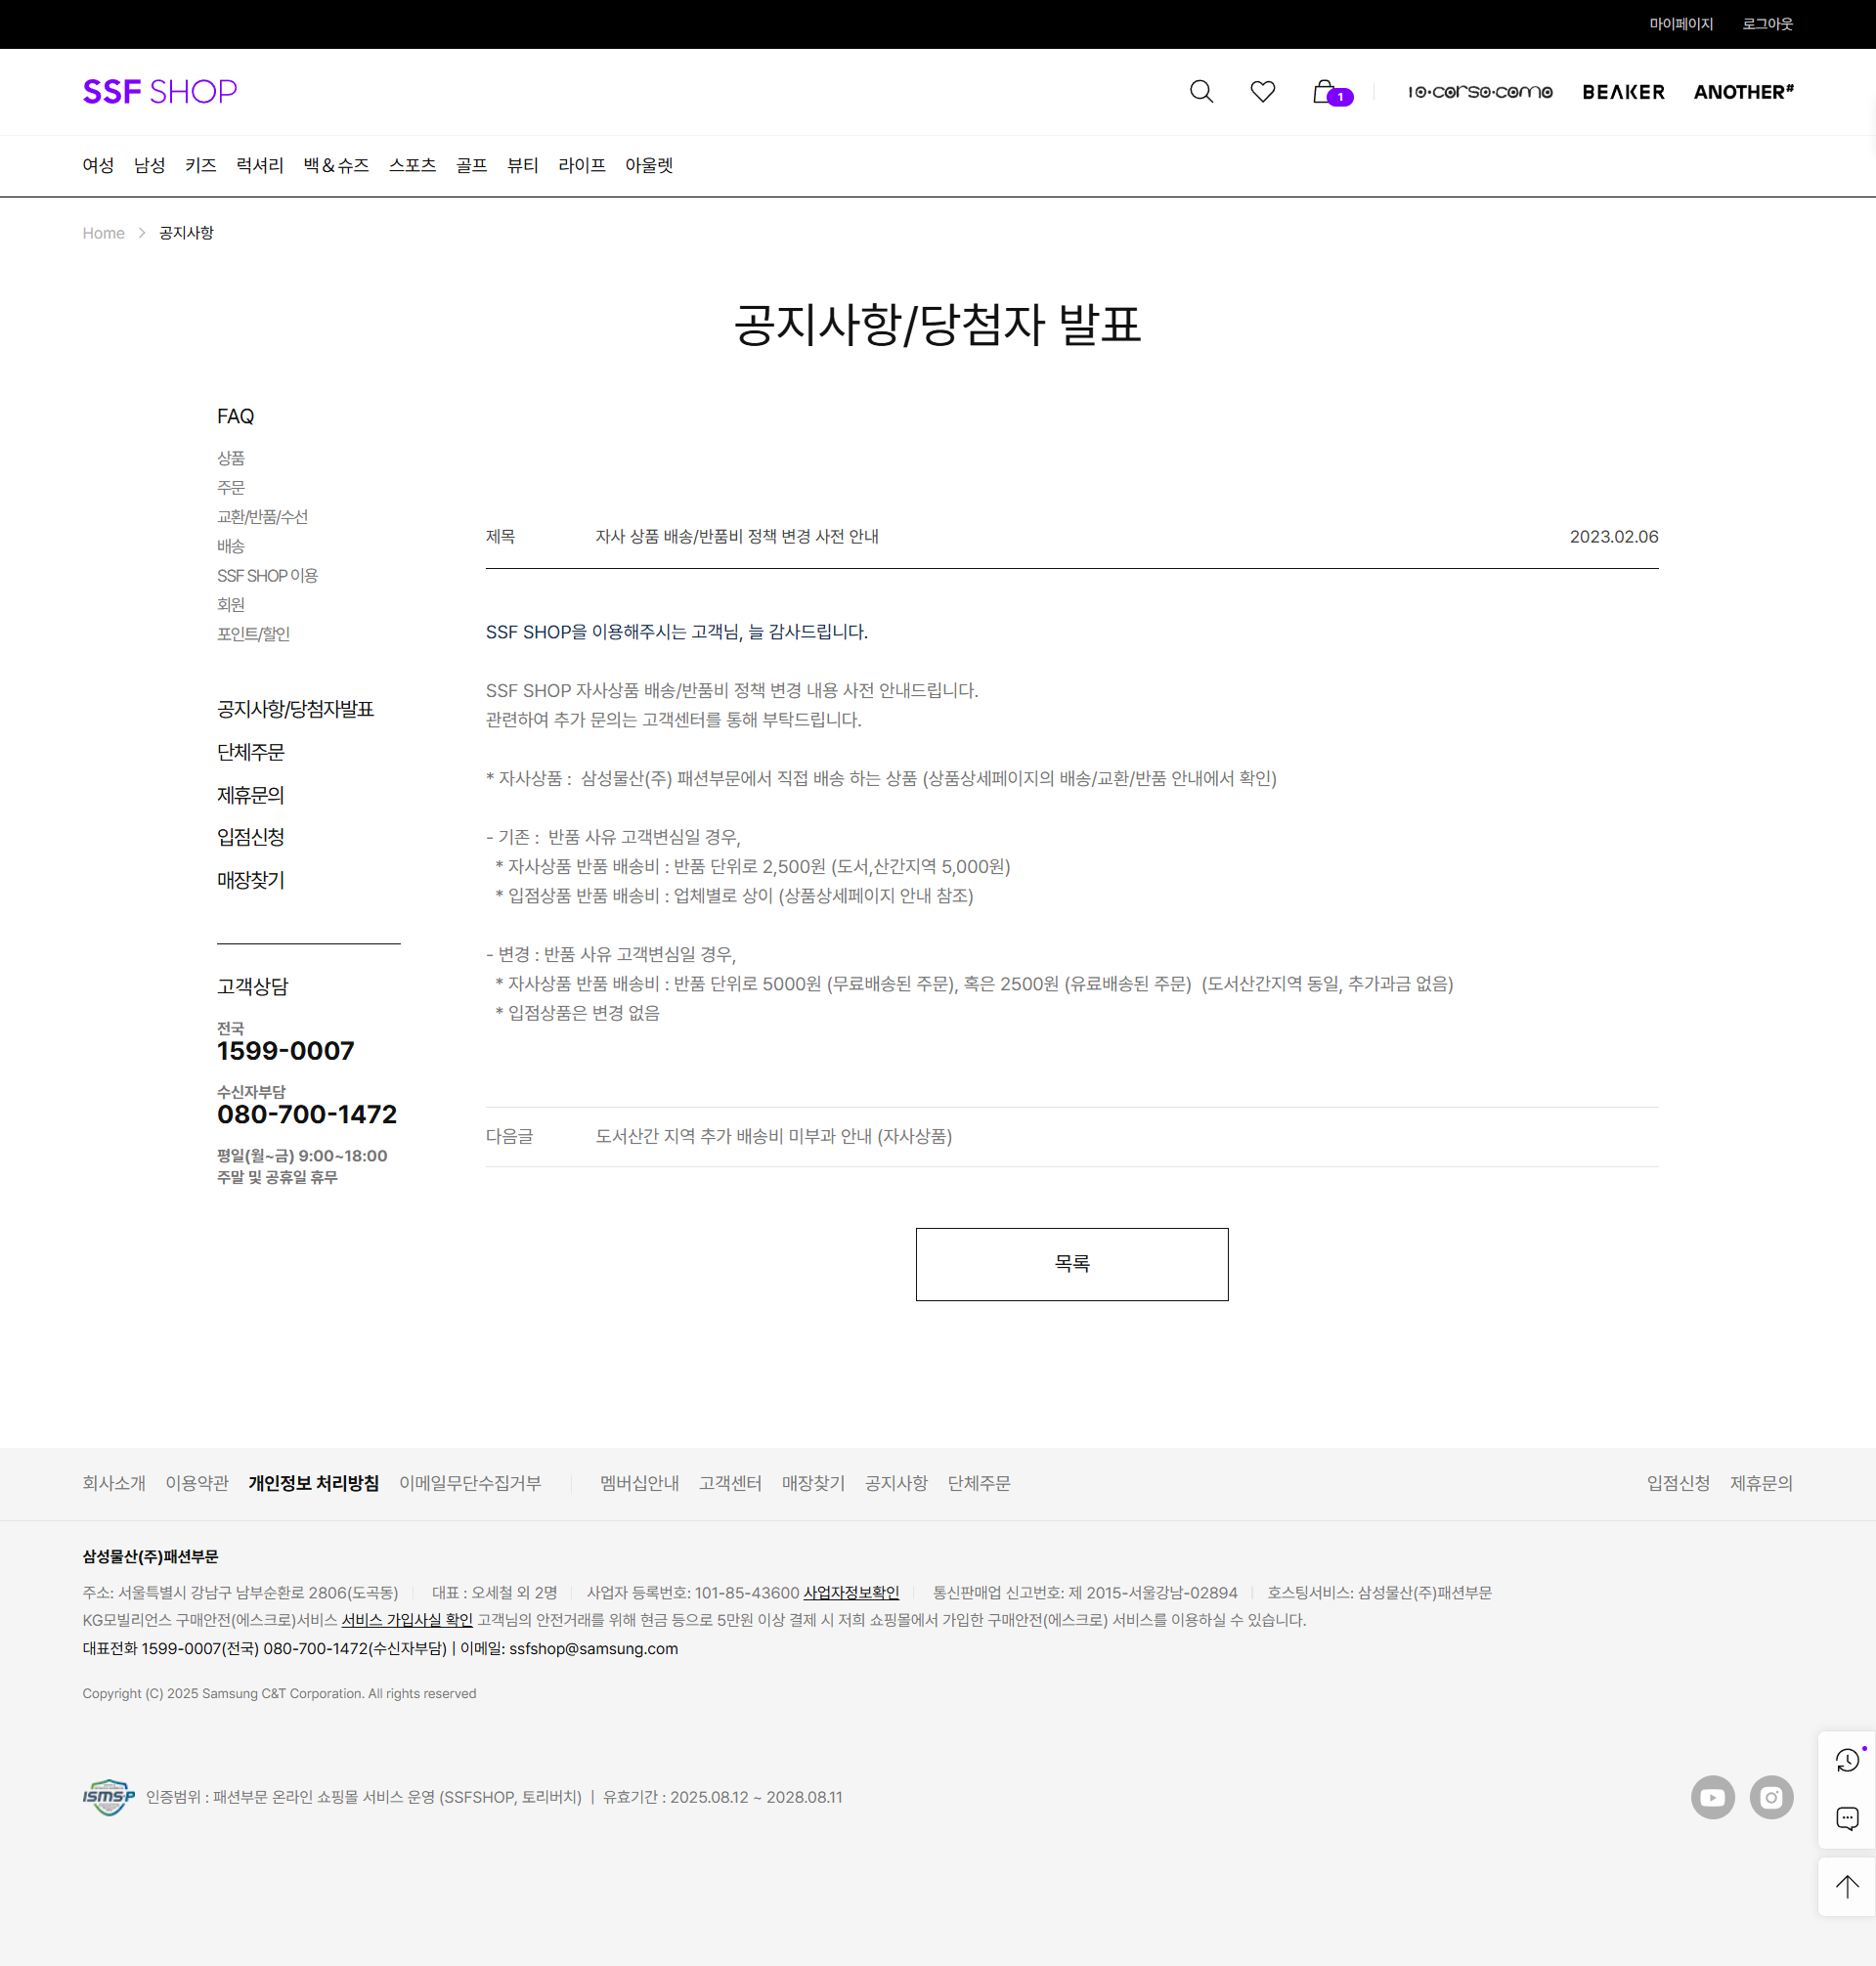 마이페이지 로그아웃
SSF SHOP
1
10·corso·como BEAKER ANOTHER#
여성 남성 키즈 럭셔리 백&슈즈 스포츠 골프 뷰티 라이프 아울렛
Home > 공지사항
공지사항/당첨자 발표
FAQ
상품
주문
교환/반품/수선
배송
SSF SHOP 이용
회원
포인트/할인
공지사항/당첨자발표
단체주문
제휴문의
입점신청
매장찾기
고객상담
전국
1599-0007
수신자부담
080-700-1472
평일(월~금) 9:00~18:00
주말 및 공휴일 휴무
제목 자사 상품 배송/반품비 정책 변경 사전 안내 2023.02.06
SSF SHOP을 이용해주시는 고객님, 늘 감사드립니다.
SSF SHOP 자사상품 배송/반품비 정책 변경 내용 사전 안내드립니다.
관련하여 추가 문의는 고객센터를 통해 부탁드립니다.
* 자사상품 : 삼성물산(주) 패션부문에서 직접 배송 하는 상품 (상품상세페이지의 배송/교환/반품 안내에서 확인)
- 기존 : 반품 사유 고객변심일 경우,
* 자사상품 반품 배송비 : 반품 단위로 2,500원 (도서,산간지역 5,000원)
* 입점상품 반품 배송비 : 업체별로 상이 (상품상세페이지 안내 참조)
- 변경 : 반품 사유 고객변심일 경우,
* 자사상품 반품 배송비 : 반품 단위로 5000원 (무료배송된 주문), 혹은 2500원 (유료배송된 주문) (도서산간지역 동일, 추가과금 없음)
* 입점상품은 변경 없음
다음글 도서산간 지역 추가 배송비 미부과 안내 (자사상품)
목록
회사소개 이용약관 개인정보 처리방침 이메일무단수집거부 멤버십안내 고객센터 매장찾기 공지사항 단체주문 입점신청 제휴문의
삼성물산(주)패션부문
주소: 서울특별시 강남구 남부순환로 2806(도곡동) 대표 : 오세철 외 2명 사업자 등록번호: 101-85-43600 사업자정보확인 통신판매업 신고번호: 제 2015-서울강남-02894 호스팅서비스: 삼성물산(주)패션부문
KG모빌리언스 구매안전(에스크로)서비스 서비스 가입사실 확인 고객님의 안전거래를 위해 현금 등으로 5만원 이상 결제 시 저희 쇼핑몰에서 가입한 구매안전(에스크로) 서비스를 이용하실 수 있습니다.
대표전화 1599-0007(전국) 080-700-1472(수신자부담) | 이메일: ssfshop@samsung.com
Copyright (C) 2025 Samsung C&T Corporation. All rights reserved
ISMS-P 인증범위 : 패션부문 온라인 쇼핑몰 서비스 운영 (SSFSHOP, 토리버치) | 유효기간 : 2025.08.12 ~ 2028.08.11